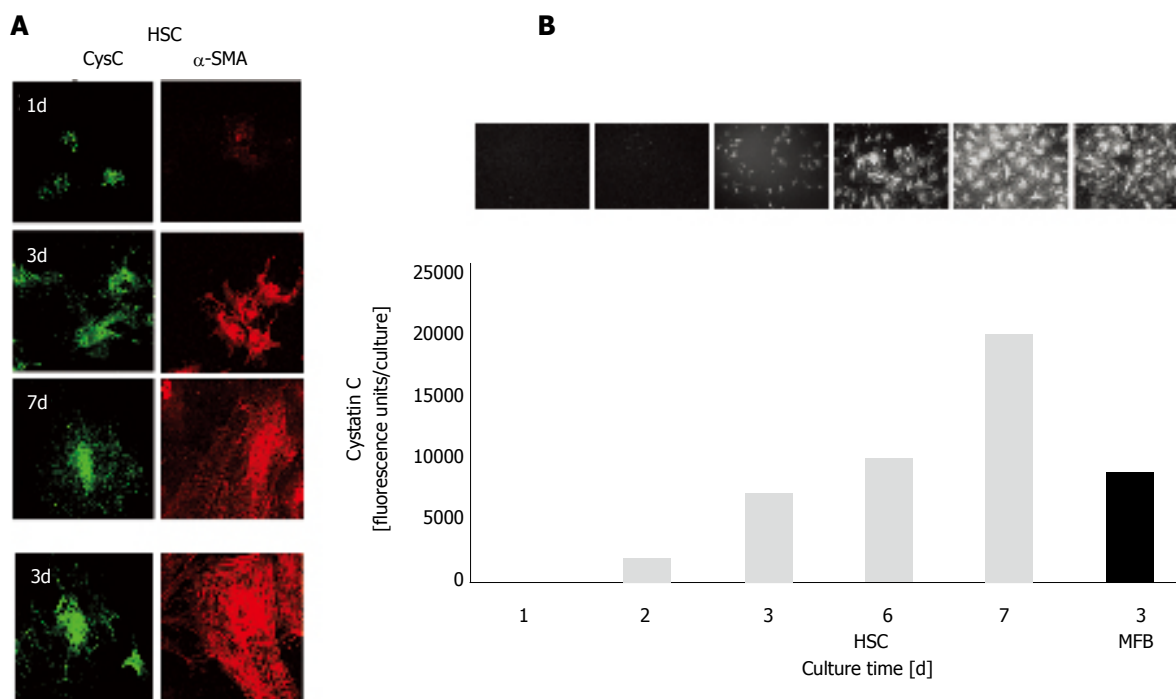 A
HSC
CysC α-SMA
1d
3d
7d
3d
B
Cystatin C
[fluorescence units/culture]
25000
20000
15000
10000
5000
0
1 2 3 6 7 3
HSC MFB
Culture time [d]